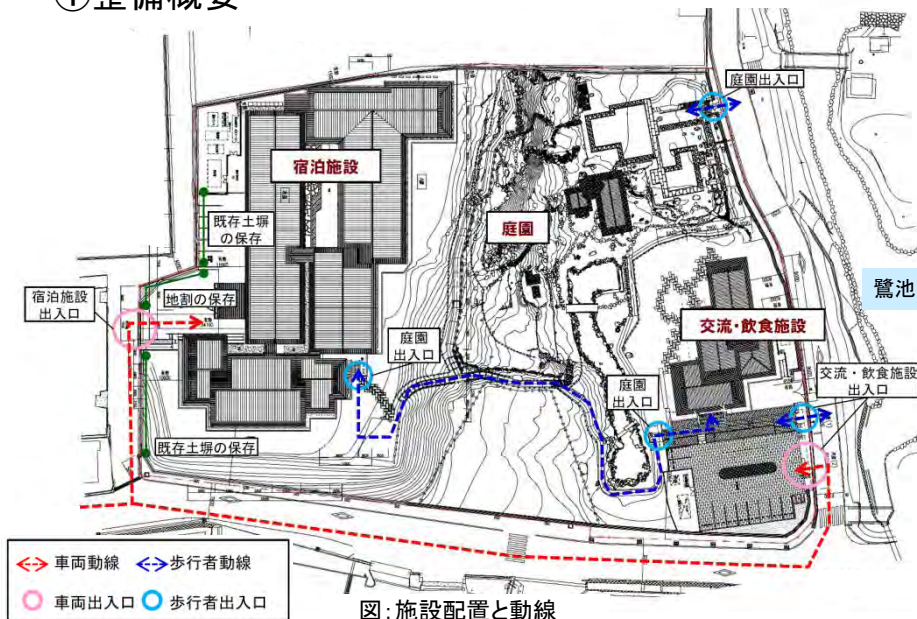 ①整備概要
庭園出入口
宿泊施設
既存土塀
の保存
庭園
鷺池
地割の保存
宿泊施設
出入口
交流・飲食施設
庭園
出入口
庭園
出入口
交流・飲食施設
出入口
既存土塀の保存
車両動線
歩行者動線
車両出入口
歩行者出入口
図:施設配置と動線